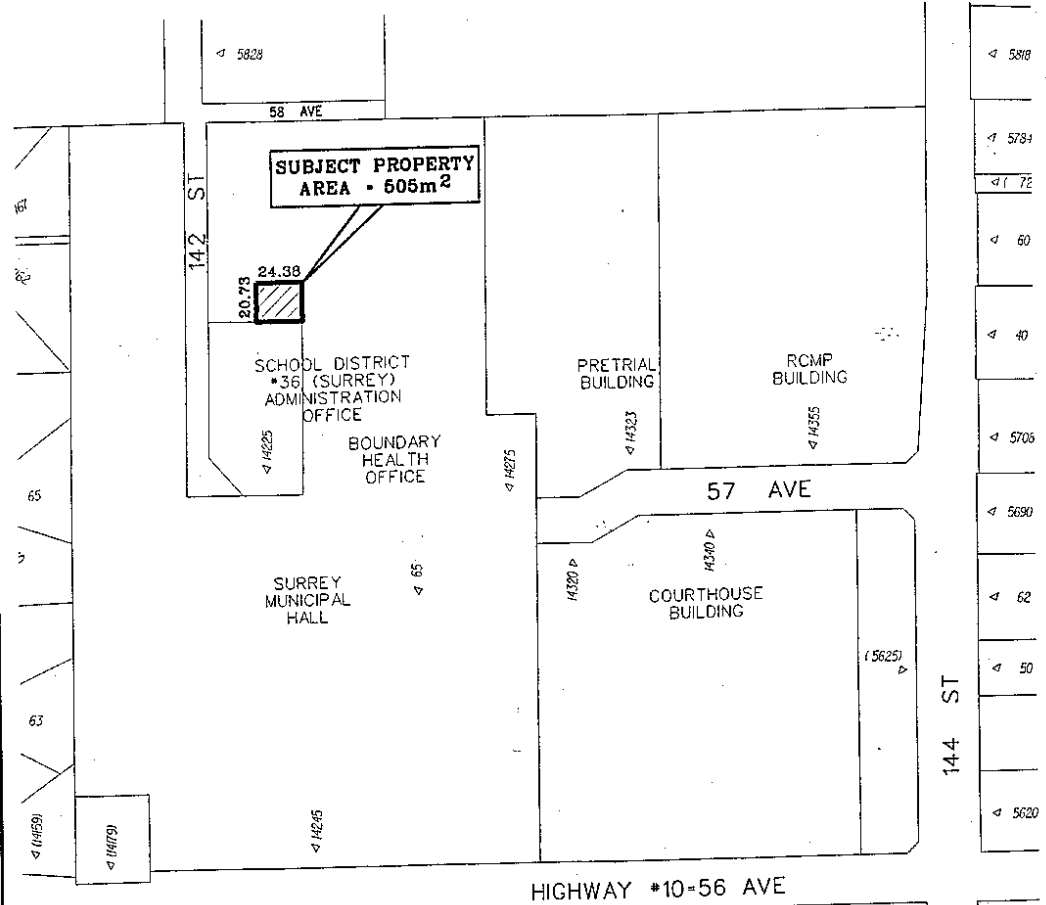 5828
5818
58 AVE
5784
SUBJECT PROPERTY
AREA - 505m²
72
167
142 ST
60
24.38
20.73
40
SCHOOL DISTRICT
#36 (SURREY)
ADMINISTRATION
OFFICE
PRETRIAL
BUILDING
RCMP
BUILDING
14225
BOUNDARY
HEALTH
OFFICE
14275
14323
14355
57 AVE
65
5690
SURREY
MUNICIPAL
HALL
65
14320
14340
COURTHOUSE
BUILDING
62
(5625)
50
63
144 ST
(14159)
(14179)
14245
5620
HIGHWAY #10=56 AVE